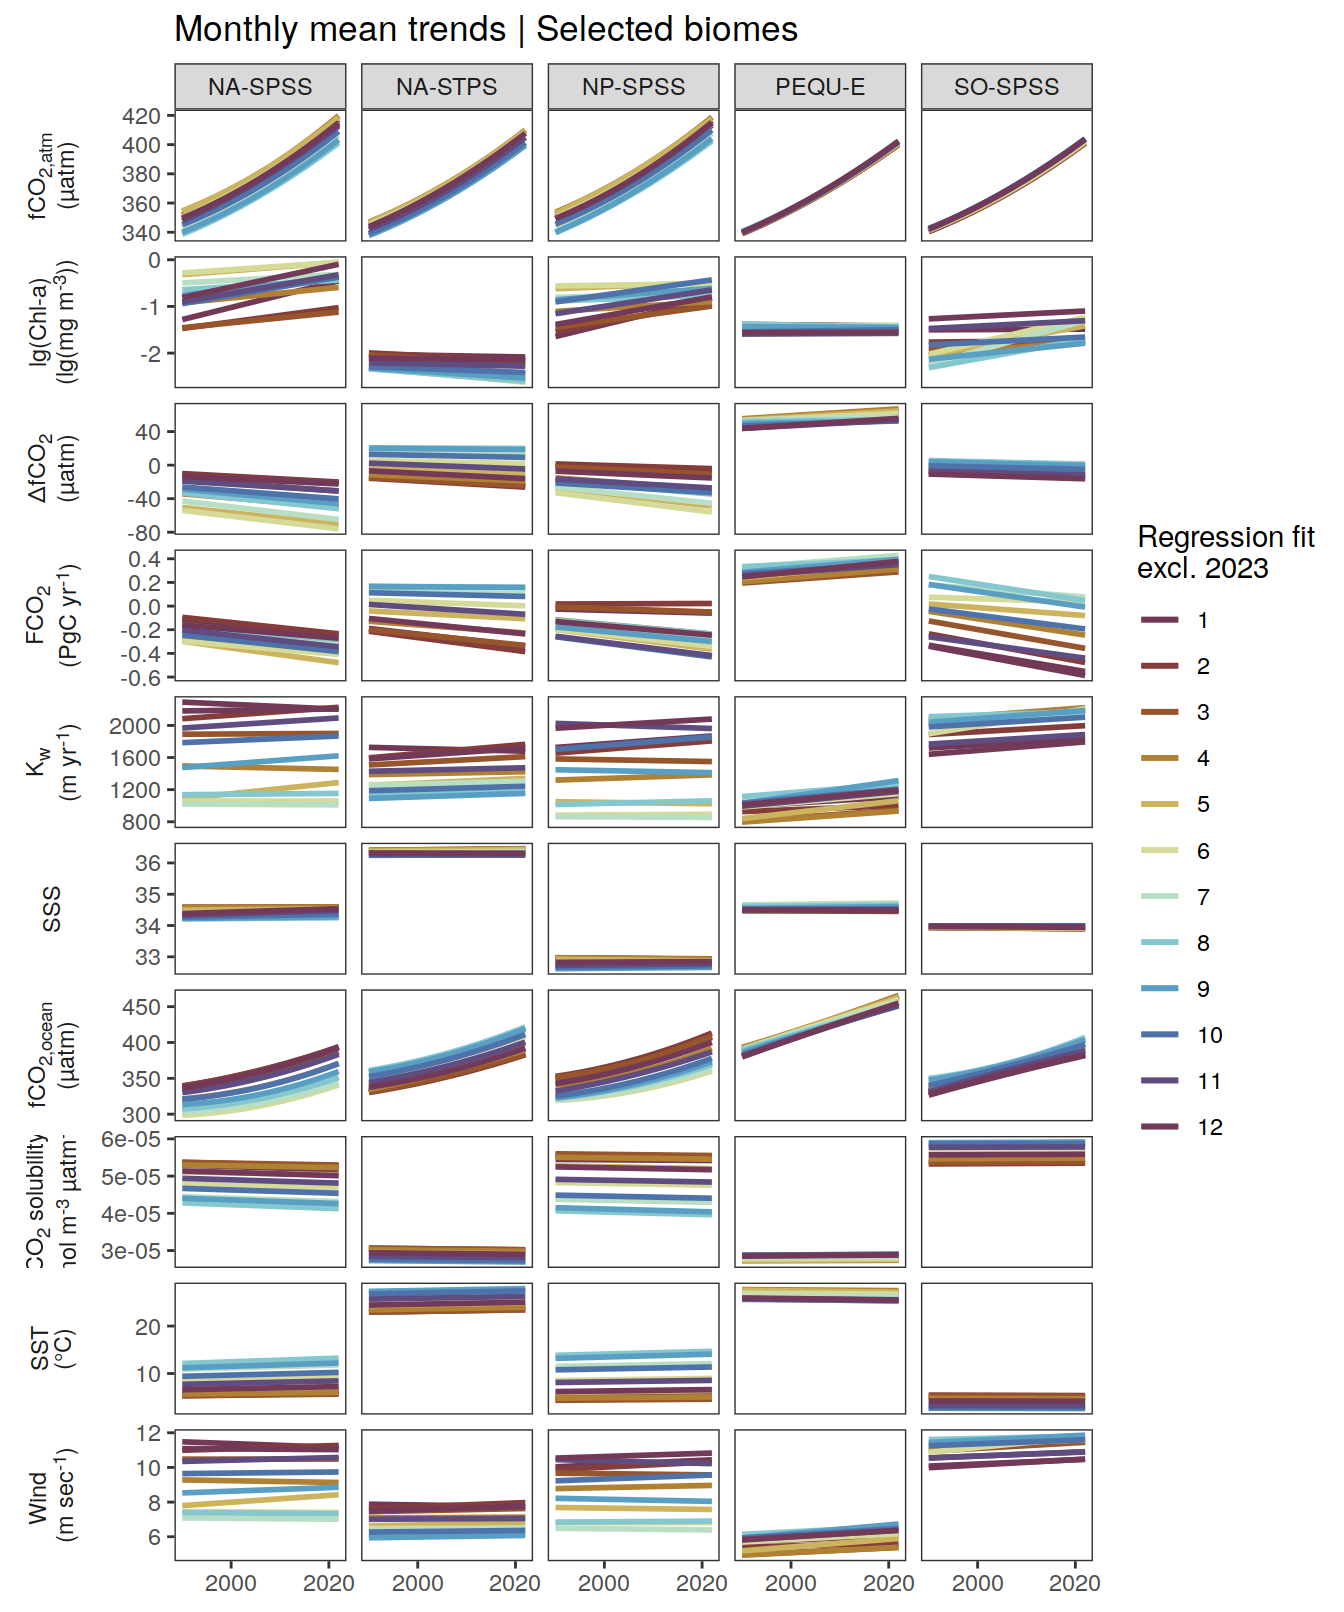 Monthly mean trends | Selected biomes
NA-SPSS NA-STPS NP-SPSS PEQU-E SO-SPSS
fCO2,atm
(µatm)
420
400
380
360
340
lg(Chl-a)
(lg(mg m-3))
0
-1
-2
ΔfCO2
(µatm)
40
0
-40
-80
FCO2
(PgC yr-1)
0.4
0.2
0.0
-0.2
-0.4
-0.6
Kw
(m yr-1)
2000
1600
1200
800
SSS
36
35
34
33
fCO2,ocean
(µatm)
450
400
350
300
CO2 solubility
m-3 µatm-
6e-05
5e-05
4e-05
3e-05
SST
(°C)
20
10
Wind
(m sec-1)
12
10
8
6
2000 2020 2000 2020 2000 2020 2000 2020 2000 2020
Regression fit
excl. 2023
1
2
3
4
5
6
7
8
9
10
11
12